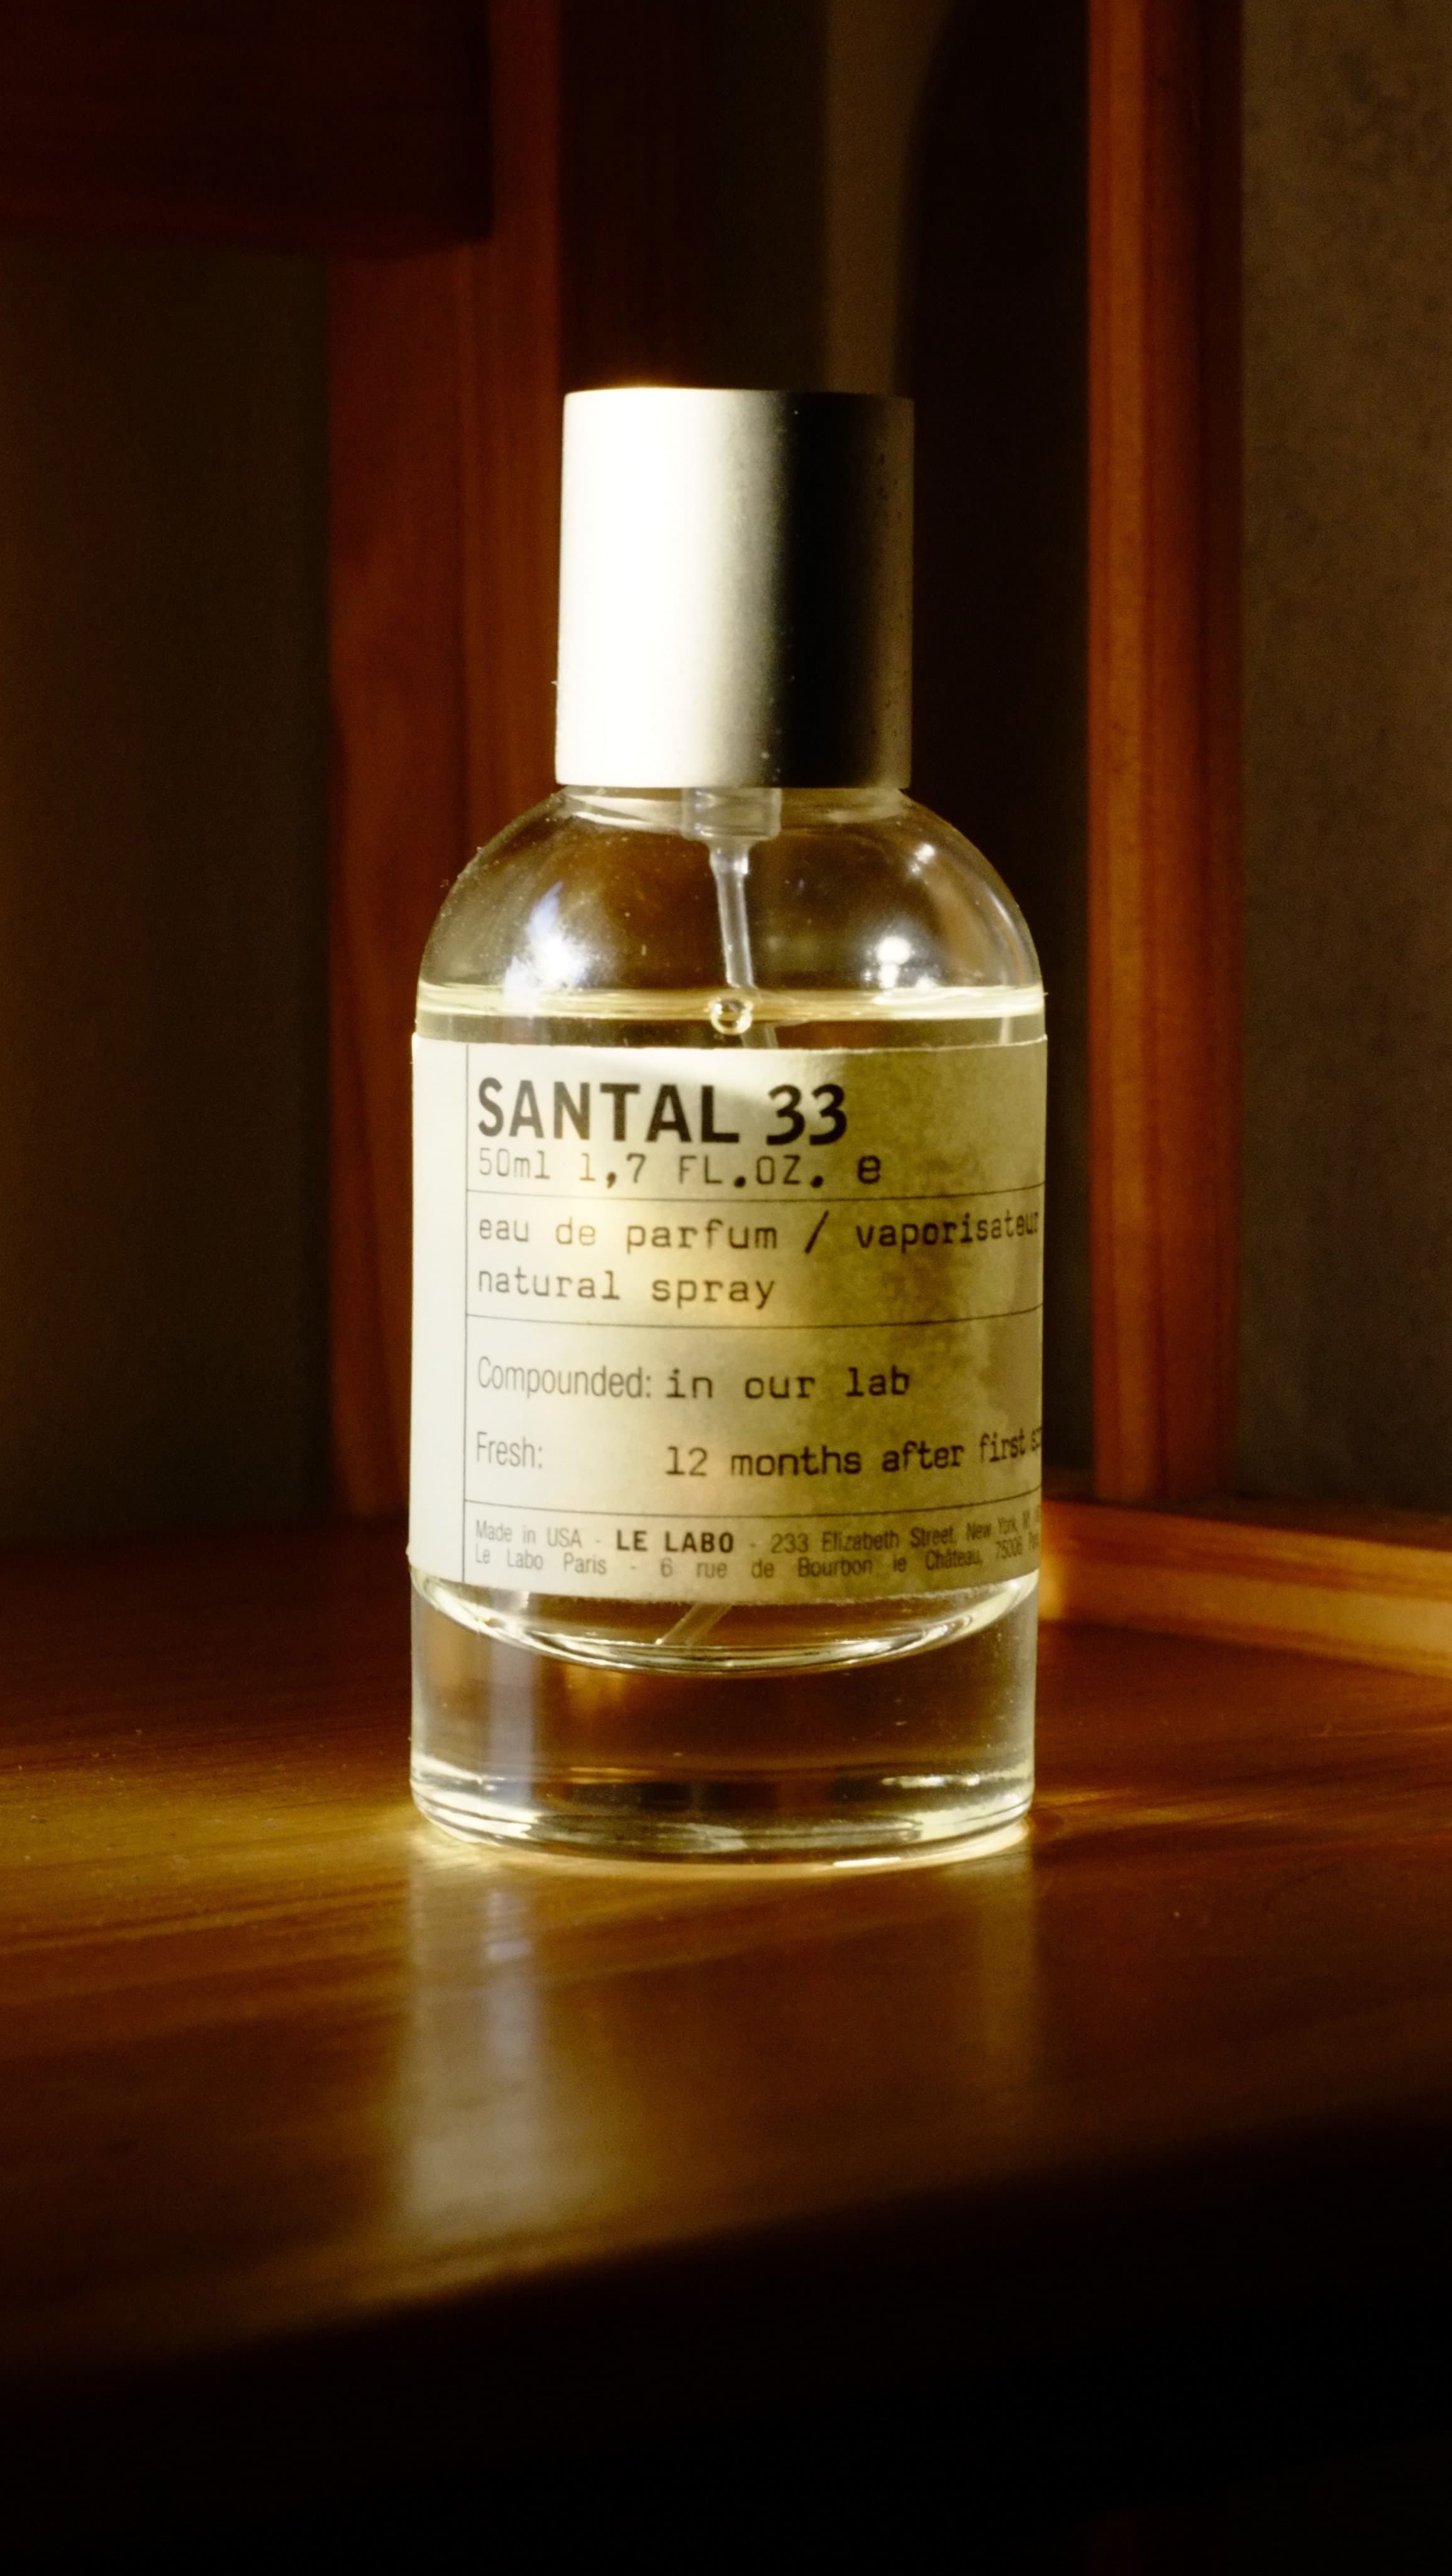 SANTAL 33
50ml 1,7 FL.OZ. e
eau de parfum / vaporisateur
natural spray
Compounded: in our lab
Fresh: 12 months after first
Made in USA - LE LABO - 233 Elizabeth Street, New York,
Le Labo Paris - 6 rue de Bourbon le Château, 75006